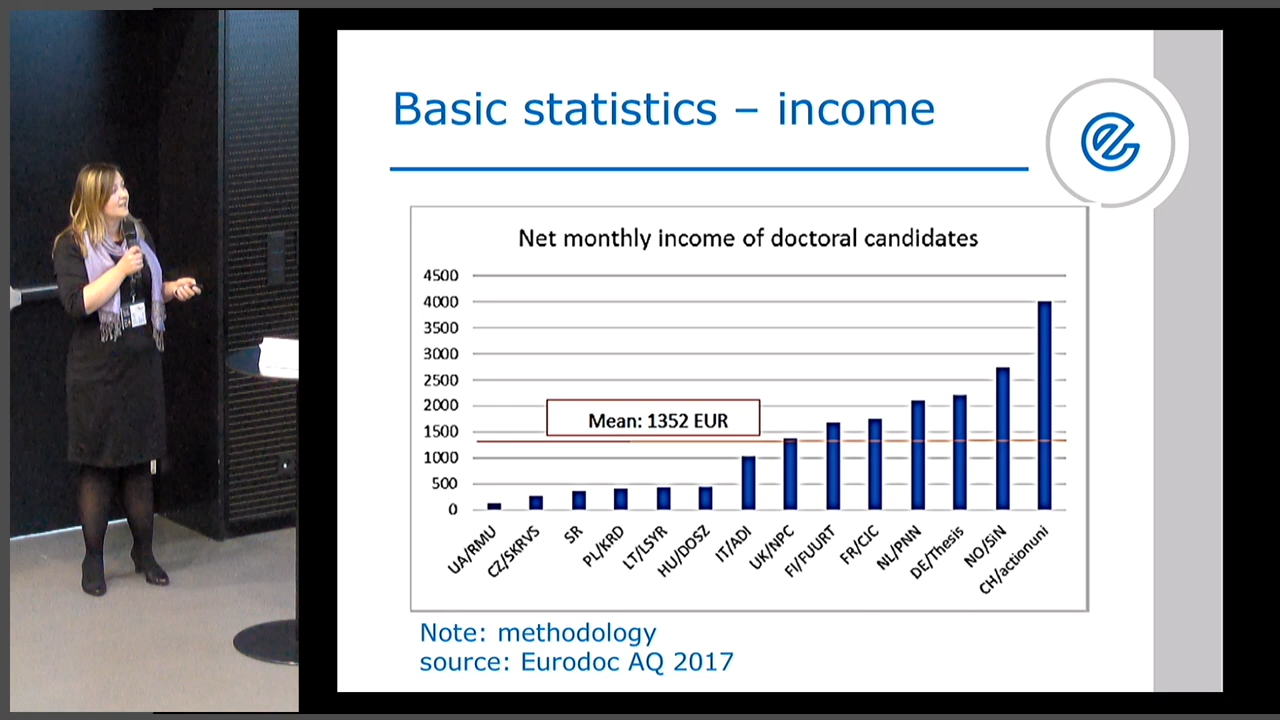 Basic statistics – income
Net monthly income of doctoral candidates
4500
4000
3500
3000
2500
2000
1500
1000
500
0
Mean: 1352 EUR
UA/RMU
CZ/SKRVS
SR
PL/KRD
LT/LSYR
HU/DOSZ
IT/ADI
UK/NPC
FI/FUURT
FR/CJC
NL/PNN
DE/Thesis
NO/SiN
CH/actionuni
Note: methodology
source: Eurodoc AQ 2017